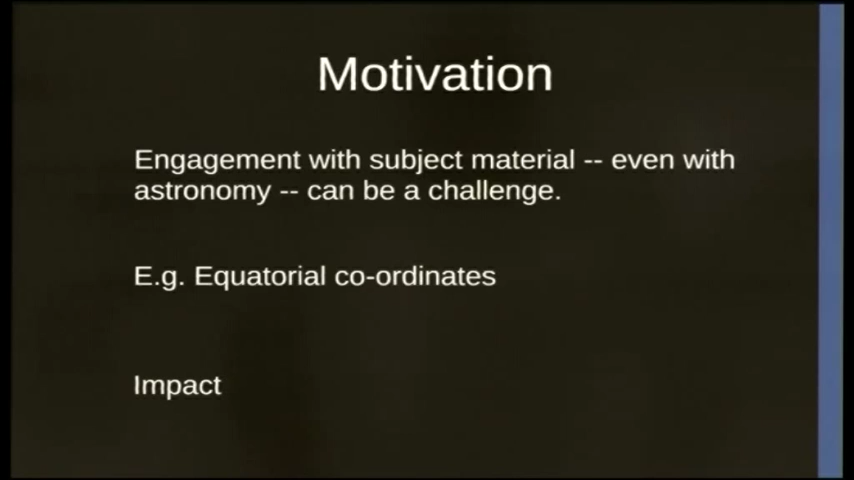 Motivation
Engagement with subject material -- even with
astronomy -- can be a challenge.
E.g. Equatorial co-ordinates
Impact